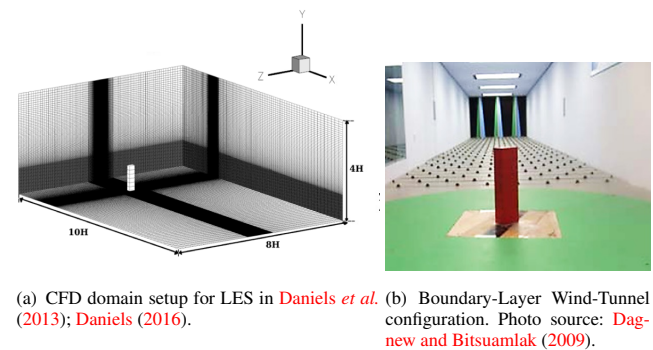 Y
Z
X
4H
10H
8H
(a) CFD domain setup for LES in Daniels et al.
(2013); Daniels (2016).
(b) Boundary-Layer Wind-Tunnel
configuration. Photo source: Dag-
new and Bitsuamlak (2009).